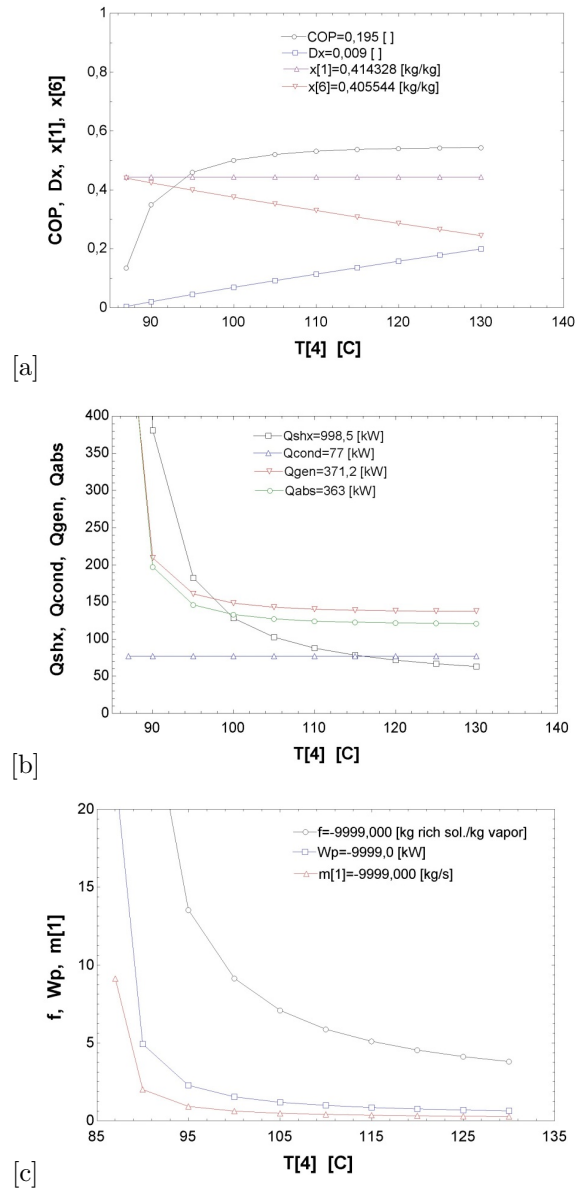 COP, Dx, x[1], x[6]
1
0,8
0,6
0,4
0,2
0
COP=0,195 [ ]
Dx=0,009 [ ]
x[1]=0,414328 [kg/kg]
x[6]=0,405544 [kg/kg]
90 100 110 120 130 140
T[4] [C]
[a]
Qshx, Qcond, Qgen, Qabs
400
350
300
250
200
150
100
50
0
Qshx=998,5 [kW]
Qcond=77 [kW]
Qgen=371,2 [kW]
Qabs=363 [kW]
90 100 110 120 130 140
T[4] [C]
[b]
f, Wp, m[1]
20
15
10
5
0
f=-9999,000 [kg rich sol./kg vapor]
Wp=-9999,0 [kW]
m[1]=-9999,000 [kg/s]
85 95 105 115 125 135
T[4] [C]
[c]